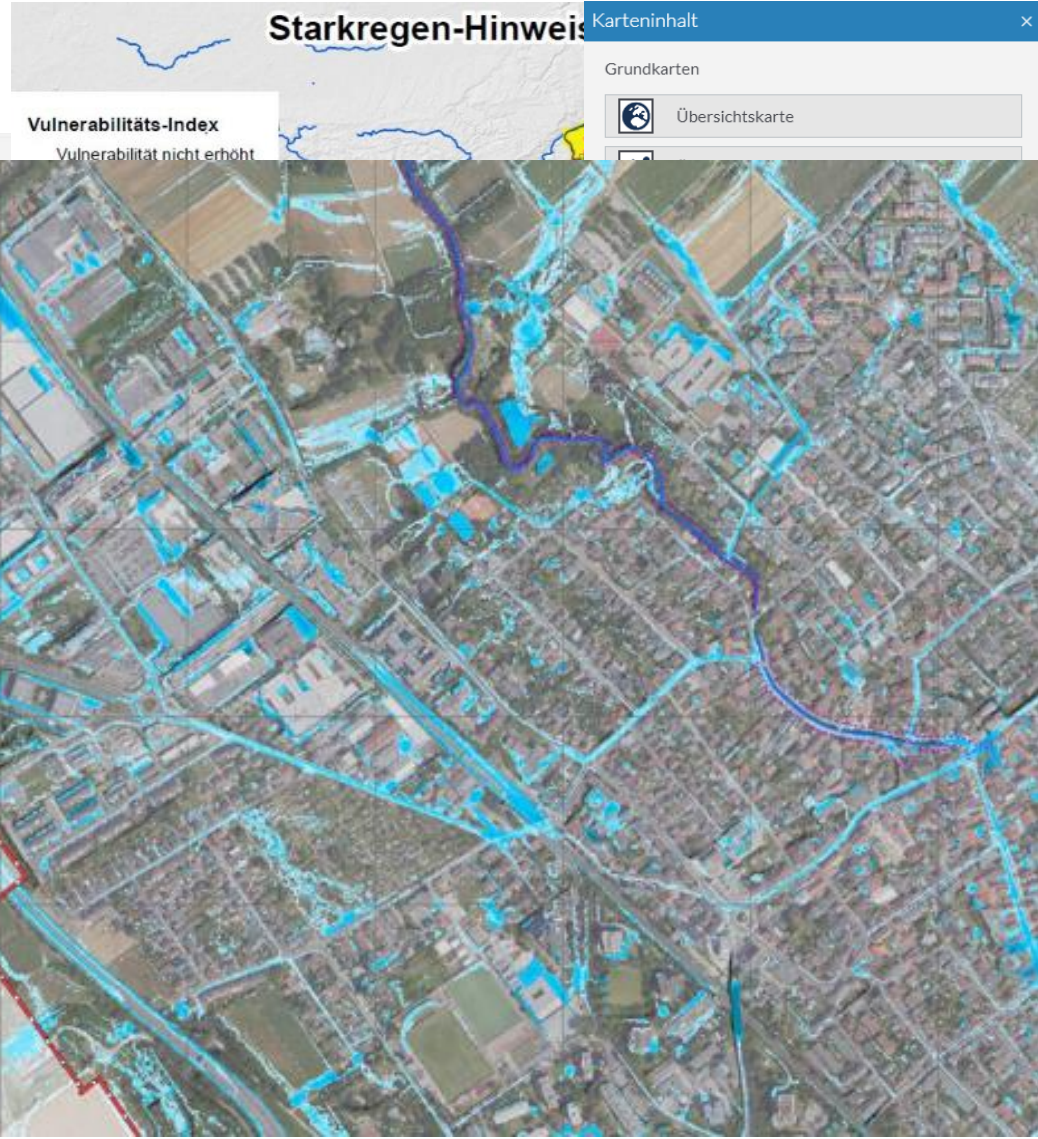 Starkregen-Hinweis
Karteninhalt ×
Grundkarten
Übersichtskarte
Vulnerabilitäts-Index
Vulnerabilität nicht erhöht